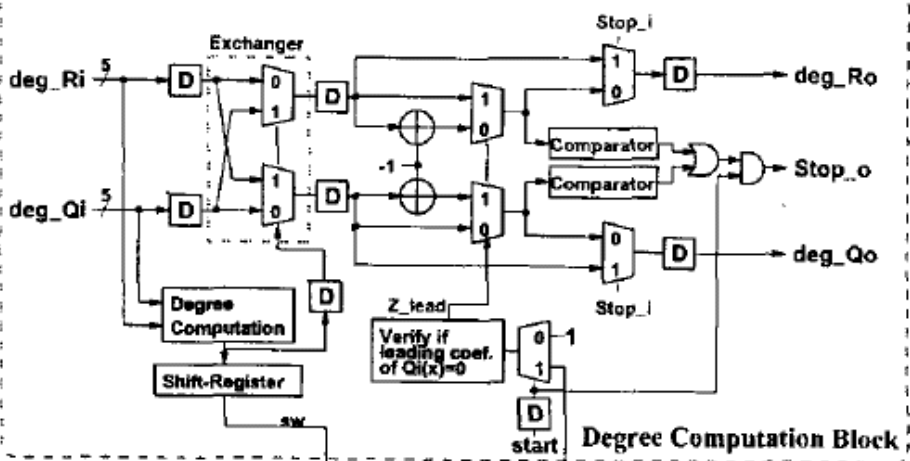 Stop_i
Exchanger
deg_Ri
5
D
0
1
D
1
0
1
0
D
deg_Ro
Comparator
Stop_o
-1
Comparator
deg_Qi
5
D
1
0
D
1
0
0
1
D
deg_Qo
Stop_i
D
Degree
Computation
Z_lead
Verify if
leading coef.
of Qi(x)=0
0
1
1
Shift-Register
D
sw
start
Degree Computation Block